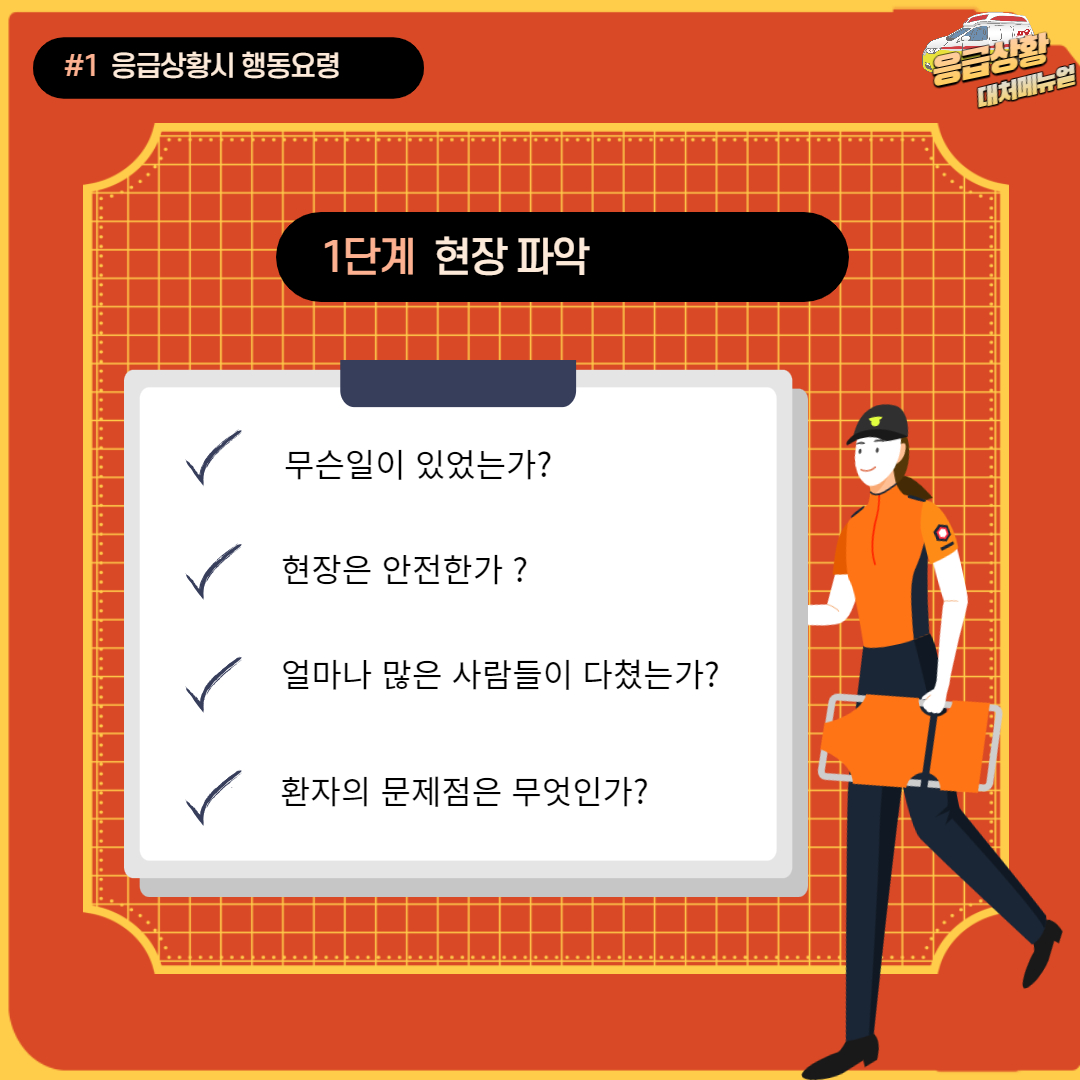 #1 응급상황시 행동요령
응급상황
대처메뉴얼
1단계 현장 파악
무슨일이 있었는가?
현장은 안전한가 ?
얼마나 많은 사람들이 다쳤는가?
환자의 문제점은 무엇인가?